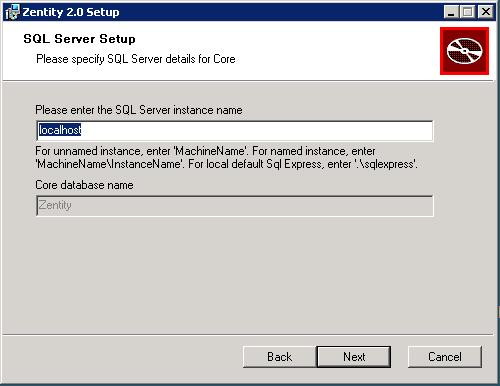 Zentity 2.0 Setup
SQL Server Setup
Please specify SQL Server details for Core
Please enter the SQL Server instance name
localhost
For unnamed instance, enter 'MachineName'. For named instance, enter
'MachineName\InstanceName'. For local default Sql Express, enter '.\sqlexpress'.
Core database name
Zentity
Back Next Cancel